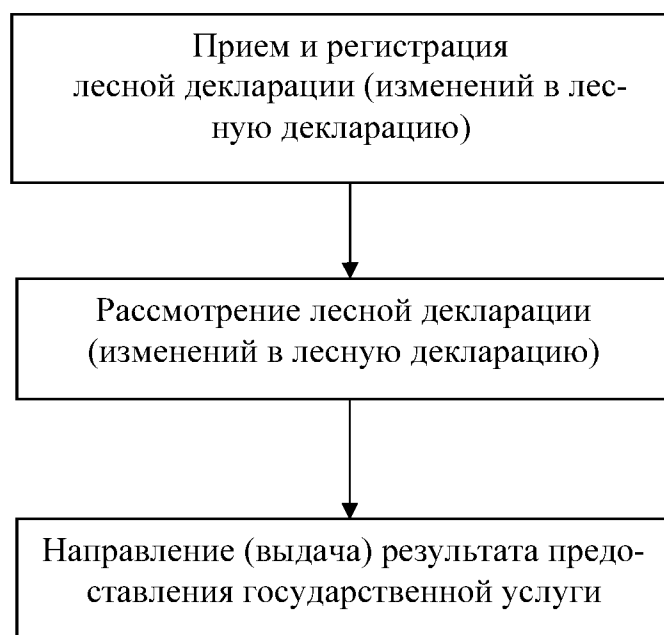 Прием и регистрация
лесной декларации (изменений в лес-
ную декларацию)
Рассмотрение лесной декларации
(изменений в лесную декларацию)
Направление (выдача) результата предо-
ставления государственной услуги